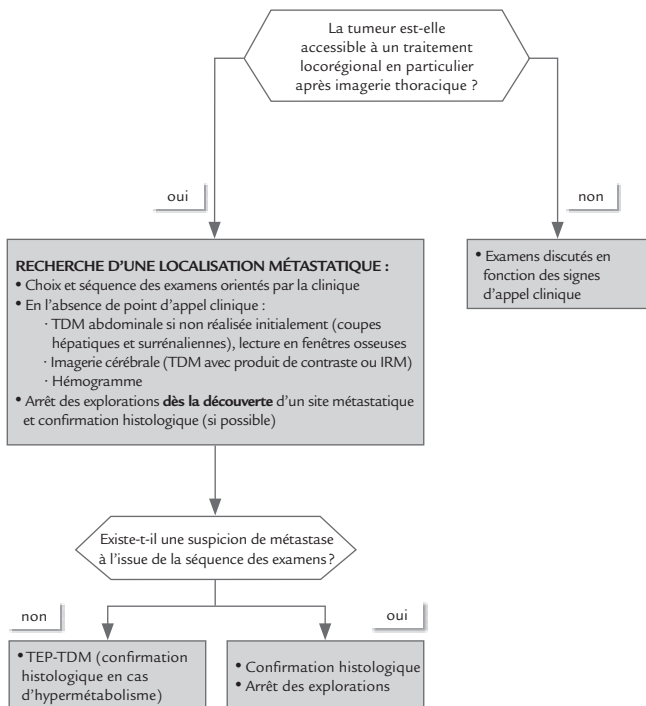 La tumeur est-elle
accessible à un traitement
locorégional en particulier
après imagerie thoracique ?
oui
non
RECHERCHE D’UNE LOCALISATION MÉTASTATIQUE :
• Choix et séquence des examens orientés par la clinique
• En l’absence de point d’appel clinique :
· TDM abdominale si non réalisée initialement (coupes
hépatiques et surrénaliennes), lecture en fenêtres osseuses
· Imagerie cérébrale (TDM avec produit de contraste ou IRM)
· Hémogramme
• Arrêt des explorations dès la découverte d’un site métastatique
et confirmation histologique (si possible)
• Examens discutés en
fonction des signes
d’appel clinique
Existe-t-il une suspicion de métastase
à l’issue de la séquence des examens ?
non
oui
• TEP-TDM (confirmation
histologique en cas
d’hypermétabolisme)
• Confirmation histologique
• Arrêt des explorations